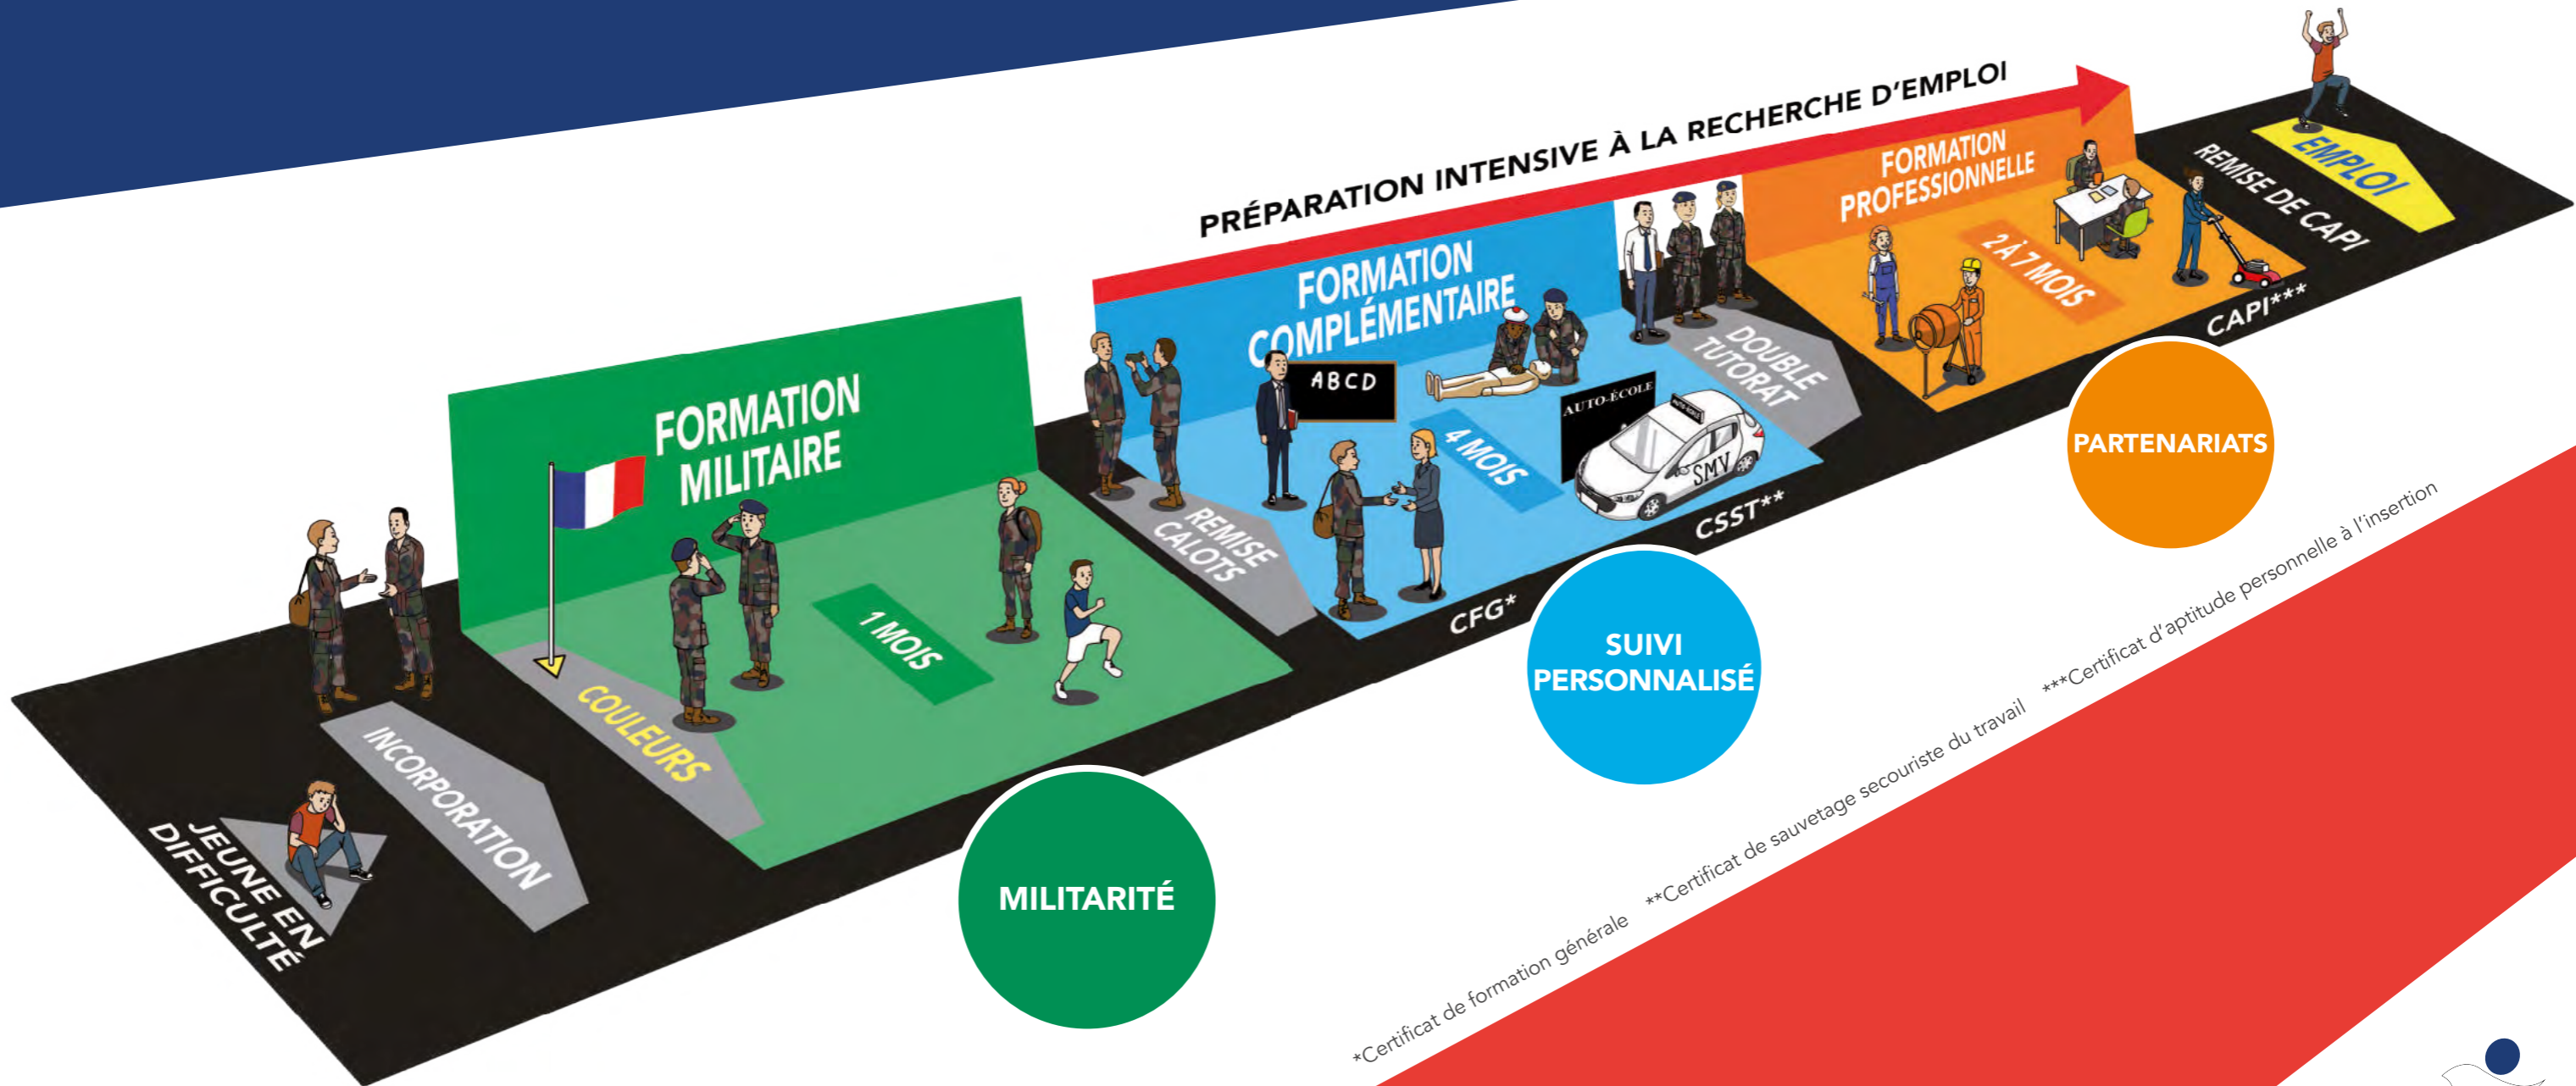 PRÉPARATION INTENSIVE À LA RECHERCHE D'EMPLOI
JEUNE EN
DIFFICULTÉ
INCORPORATION
COULEURS
FORMATION
MILITAIRE
1 MOIS
MILITARITÉ
REMISE
CALOTS
FORMATION
COMPLÉMENTAIRE
ABCD
4 MOIS
AUTO-ÉCOLE
AUTO-ÉCOLE
SMV
CFG*
CSST**
SUIVI
PERSONNALISÉ
DOUBLE
TUTORAT
FORMATION
PROFESSIONNELLE
2 À 7 MOIS
CAPI***
PARTENARIATS
REMISE DE CAPI
EMPLOI
*Certificat de formation générale **Certificat de sauvetage secouriste du travail ***Certificat d'aptitude personnelle à l'insertion